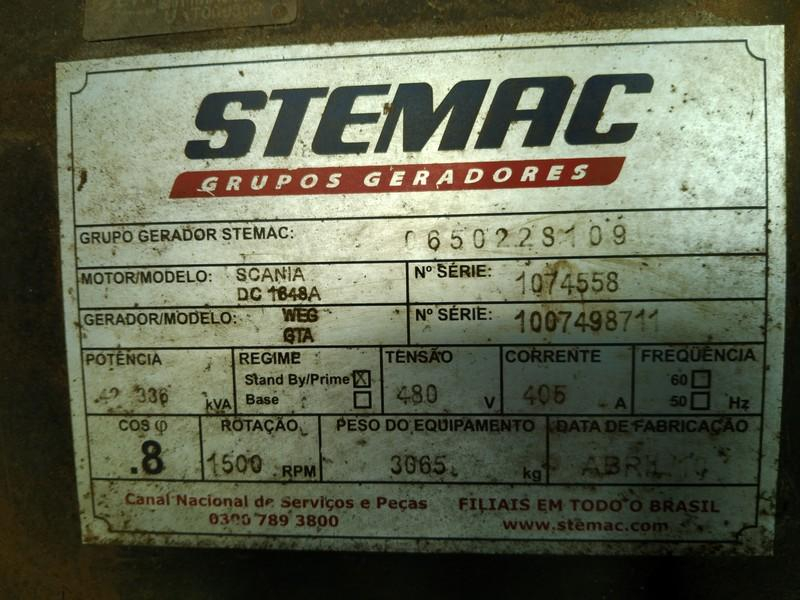 STEMAC
GRUPOS GERADORES
GRUPO GERADOR STEMAC: 0650228109
MOTOR/MODELO: SCANIA
DC 1648A
Nº SÉRIE: 1074558
GERADOR/MODELO: WEG
GTA
Nº SÉRIE: 1007498711
POTÊNCIA
336 kVA
REGIME
Stand By/Prime
Base
TENSÃO
480 V
CORRENTE
405 A
FREQÜÊNCIA
60
50 Hz
COS φ
.8
ROTAÇÃO
1500 RPM
PESO DO EQUIPAMENTO
3065 kg
DATA DE FABRICAÇÃO
Canal Nacional de Serviços e Peças
0300 789 3800
FILIAIS EM TODO O BRASIL
www.stemac.com